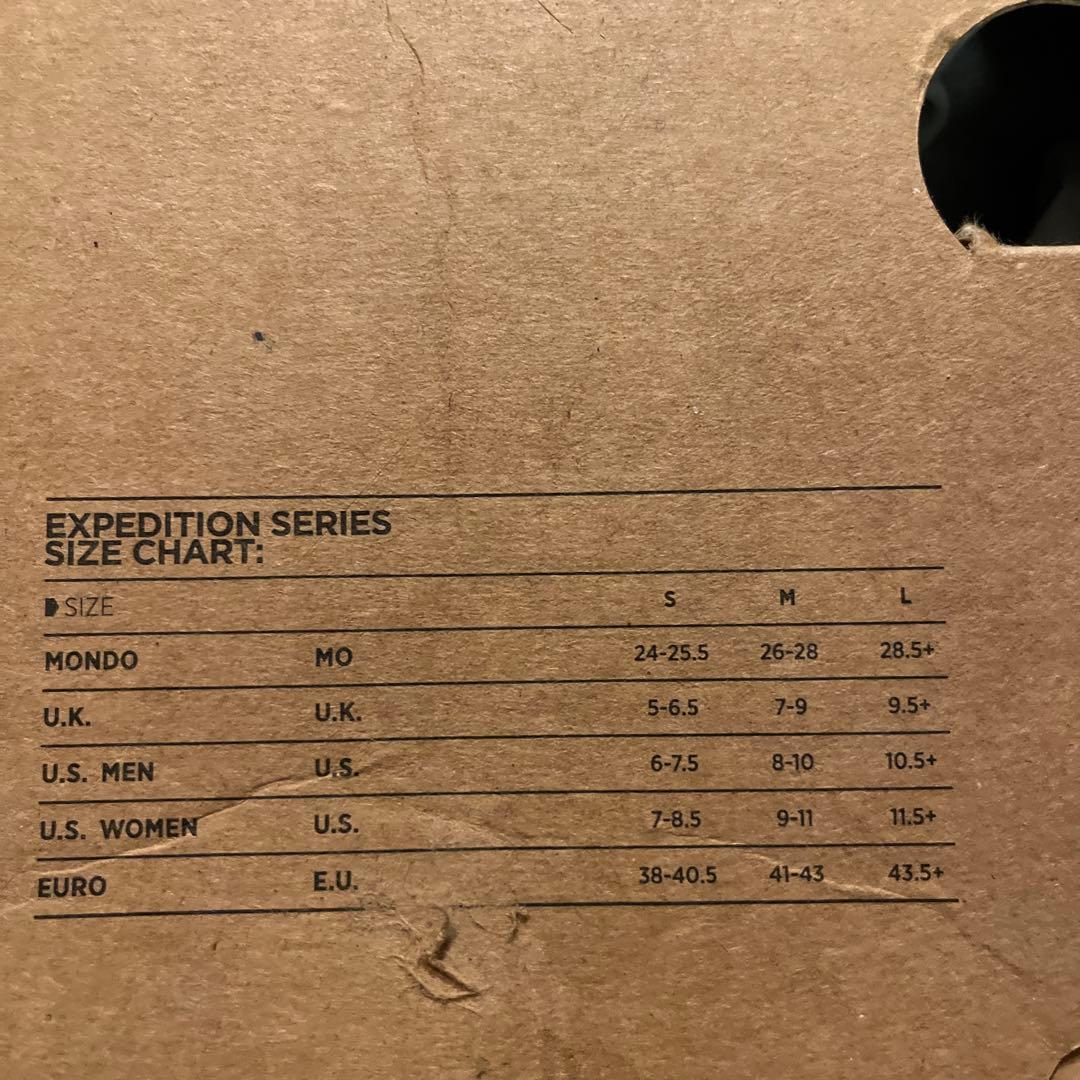 EXPEDITION SERIES
SIZE CHART:
SIZE S M L
MONDO MO 24-25.5 26-28 28.5+
U.K. U.K. 5-6.5 7-9 9.5+
U.S. MEN U.S. 6-7.5 8-10 10.5+
U.S. WOMEN U.S. 7-8.5 9-11 11.5+
EURO E.U. 38-40.5 41-43 43.5+